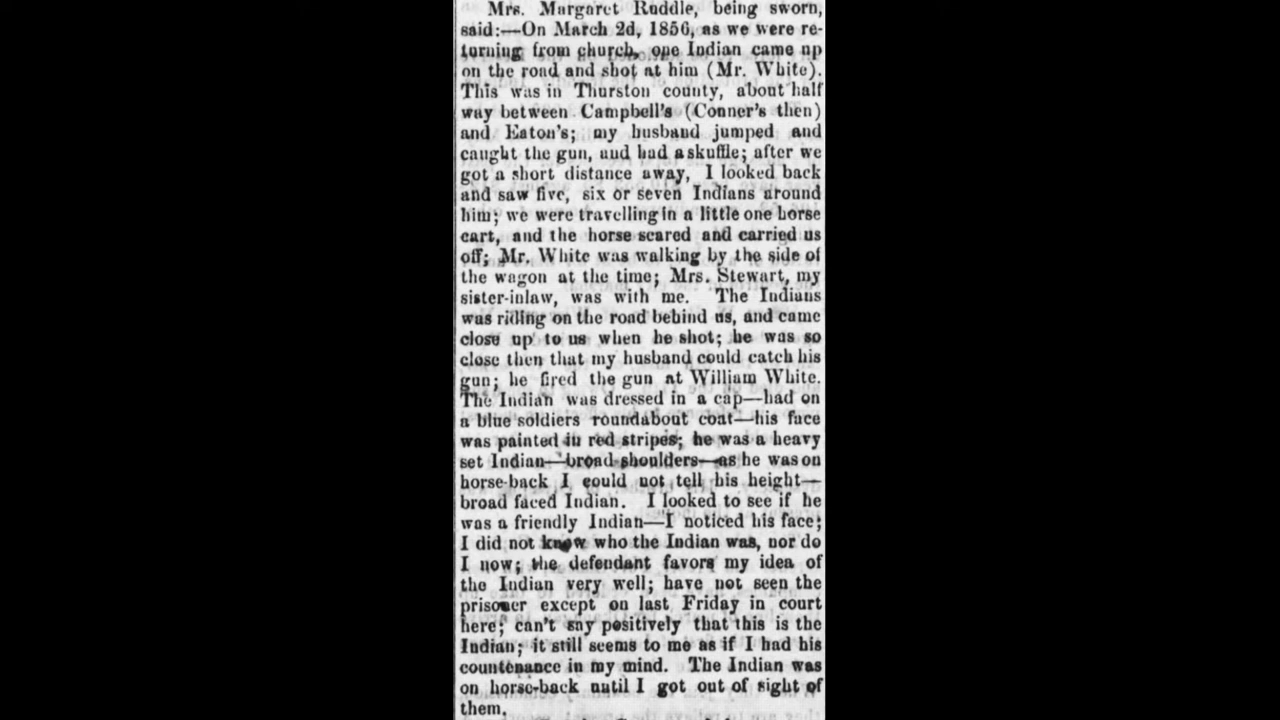 Mrs. Margaret Ruddle, being sworn,
said:—On March 2d, 1856, as we were re-
turning from church, one Indian came up
on the road and shot at him (Mr. White).
This was in Thurston county, about half
way between Campbell's (Conner's then)
and Eaton's; my husband jumped and
caught the gun, and had a skuffle; after we
got a short distance away, I looked back
and saw five, six or seven Indians around
him; we were travelling in a little one horse
cart, and the horse scared and carried us
off; Mr. White was walking by the side of
the wagon at the time; Mrs. Stewart, my
sister-inlaw, was with me. The Indians
was riding on the road behind us, and came
close up to us when he shot; he was so
close then that my husband could catch his
gun; he fired the gun at William White.
The Indian was dressed in a cap—had on
a blue soldiers roundabout coat—his face
was painted in red stripes; he was a heavy
set Indian—broad shoulders—as he was on
horse-back I could not tell his height—
broad faced Indian. I looked to see if he
was a friendly Indian—I noticed his face;
I did not know who the Indian was, nor do
I now; the defendant favors my idea of
the Indian very well; have not seen the
prisoner except on last Friday in court
here; can't say positively that this is the
Indian; it still seems to me as if I had his
countenance in my mind. The Indian was
on horse-back until I got out of sight of
them.